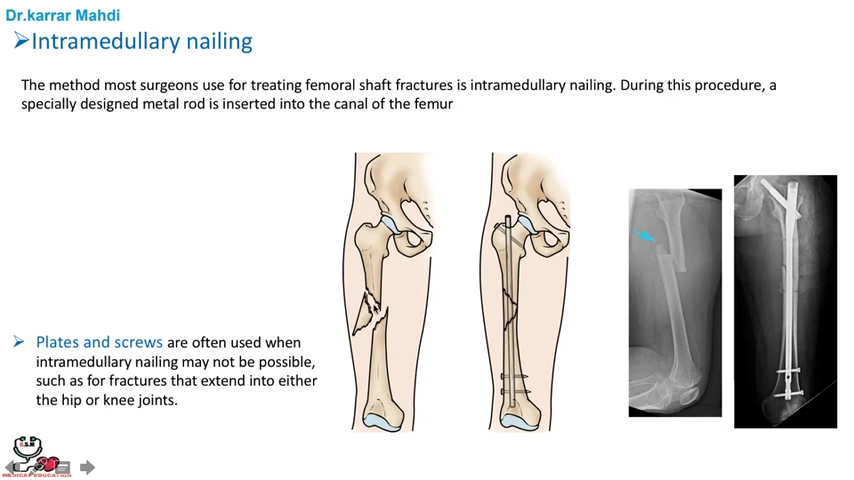 Dr.karrar Mahdi
➢Intramedullary nailing
The method most surgeons use for treating femoral shaft fractures is intramedullary nailing. During this procedure, a
specially designed metal rod is inserted into the canal of the femur
➢ Plates and screws are often used when
intramedullary nailing may not be possible,
such as for fractures that extend into either
the hip or knee joints.
MEDICAL EDUCATION